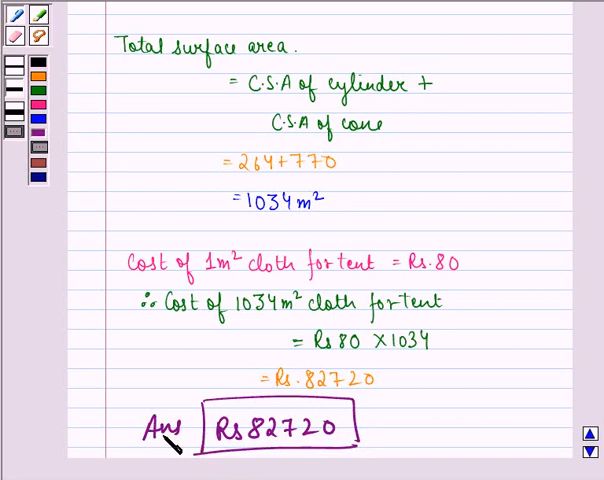 Total surface area.
= C.S.A of cylinder +
C.S.A of cone
= 264+770
= 1034 m²
Cost of 1m² cloth for tent = Rs.80
∴ Cost of 1034 m² cloth for tent
= Rs 80 × 1034
= Rs. 82720
Ans Rs 82720